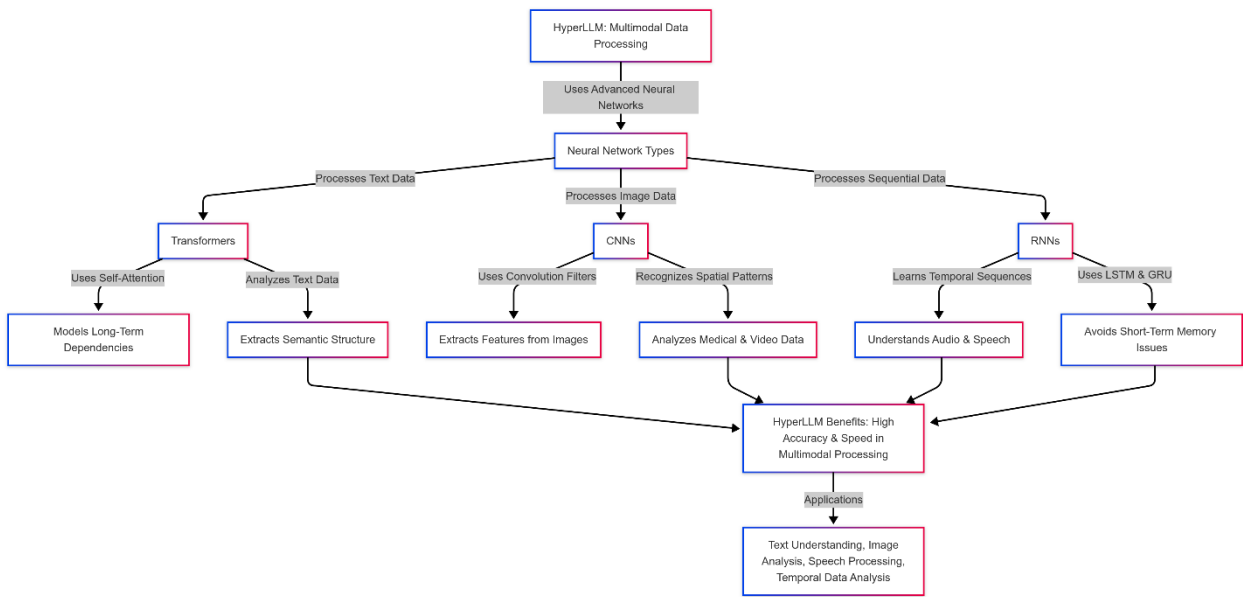 HyperLLM: Multimodal Data
Processing
Uses Advanced Neural
Networks
Neural Network Types
Processes Text Data
Processes Image Data
Processes Sequential Data
Transformers
CNNs
RNNs
Uses Self-Attention
Analyzes Text Data
Uses Convolution Filters
Recognizes Spatial Patterns
Learns Temporal Sequences
Uses LSTM & GRU
Models Long-Term
Dependencies
Extracts Semantic Structure
Extracts Features from Images
Analyzes Medical & Video Data
Understands Audio & Speech
Avoids Short-Term Memory
Issues
HyperLLM Benefits: High
Accuracy & Speed in
Multimodal Processing
Applications
Text Understanding, Image
Analysis, Speech Processing,
Temporal Data Analysis